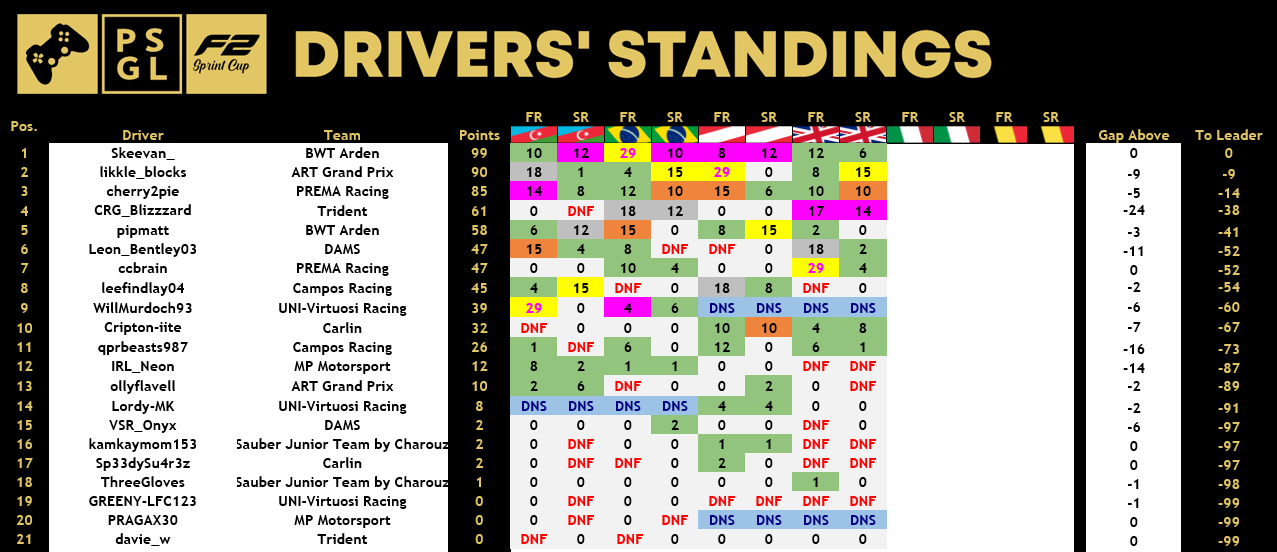 PS
GL
F2
Sprint Cup
DRIVERS' STANDINGS
Pos. Driver Team Points FR SR FR SR FR SR FR SR FR SR FR SR Gap Above To Leader
1 Skeevan_ BWT Arden 99 10 12 29 10 8 12 12 6 0 0
2 likkle_blocks ART Grand Prix 90 18 1 4 15 29 0 8 15 -9 -9
3 cherry2pie PREMA Racing 85 14 8 12 10 15 6 10 10 -5 -14
4 CRG_Blizzzard Trident 61 0 DNF 18 12 0 0 17 14 -24 -38
5 pipmatt BWT Arden 58 6 12 15 0 8 15 2 0 -3 -41
6 Leon_Bentley03 DAMS 47 15 4 8 DNF DNF 0 18 2 -11 -52
7 ccbrain PREMA Racing 47 0 0 10 4 0 0 29 4 0 -52
8 leefindlay04 Campos Racing 45 4 15 DNF 0 18 8 DNF 0 -2 -54
9 WillMurdoch93 UNI-Virtuosi Racing 39 29 0 4 6 DNS DNS DNS DNS -6 -60
10 Cripton-iite Carlin 32 DNF 0 0 0 10 10 4 8 -7 -67
11 qprbeasts987 Campos Racing 26 1 DNF 6 0 12 0 6 1 -16 -73
12 IRL_Neon MP Motorsport 12 8 2 1 1 0 0 DNF DNF -14 -87
13 ollyflavell ART Grand Prix 10 2 6 DNF 0 0 2 0 DNF -2 -89
14 Lordy-MK UNI-Virtuosi Racing 8 DNS DNS DNS DNS 4 4 0 0 -2 -91
15 VSR_Onyx DAMS 2 0 0 0 2 0 0 DNF 0 -6 -97
16 kamkaymom153 Sauber Junior Team by Charouz 2 0 DNF 0 0 1 1 DNF DNF 0 -97
17 Sp33dySu4r3z Carlin 2 0 DNF DNF 0 2 0 DNF DNF 0 -97
18 ThreeGloves Sauber Junior Team by Charouz 1 0 0 0 0 0 0 1 0 -1 -98
19 GREENY-LFC123 UNI-Virtuosi Racing 0 0 DNF 0 0 DNF DNF DNF DNF -1 -99
20 PRAGAX30 MP Motorsport 0 0 DNF 0 DNF DNS DNS DNS DNS 0 -99
21 davie_w Trident 0 DNF 0 DNF 0 0 0 0 0 0 -99